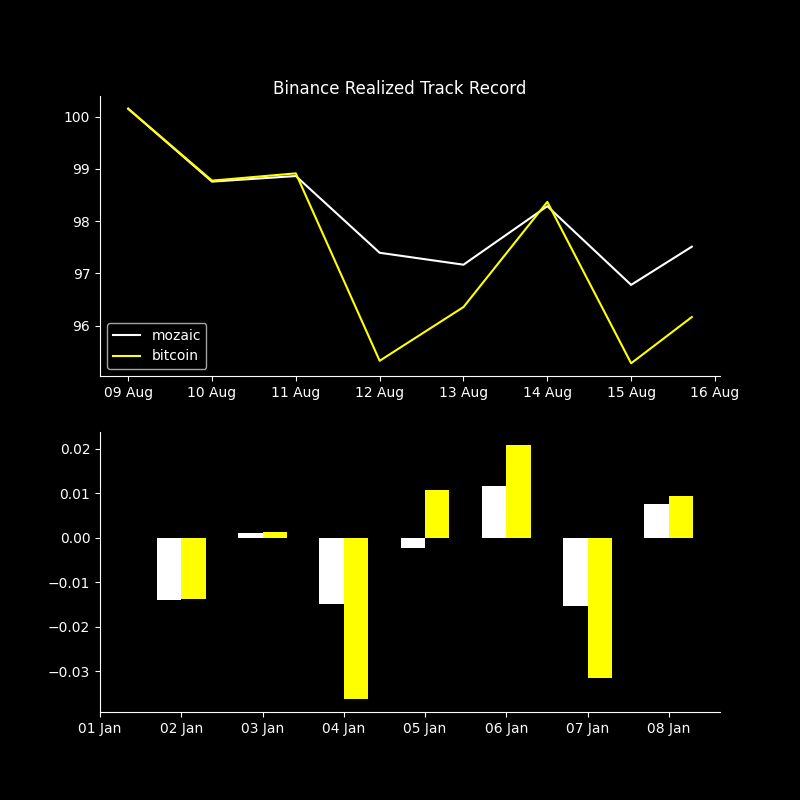 Binance Realized Track Record
100
99
98
97
96
mozaic
bitcoin
09 Aug 10 Aug 11 Aug 12 Aug 13 Aug 14 Aug 15 Aug 16 Aug
0.02
0.01
0.00
−0.01
−0.02
−0.03
01 Jan 02 Jan 03 Jan 04 Jan 05 Jan 06 Jan 07 Jan 08 Jan